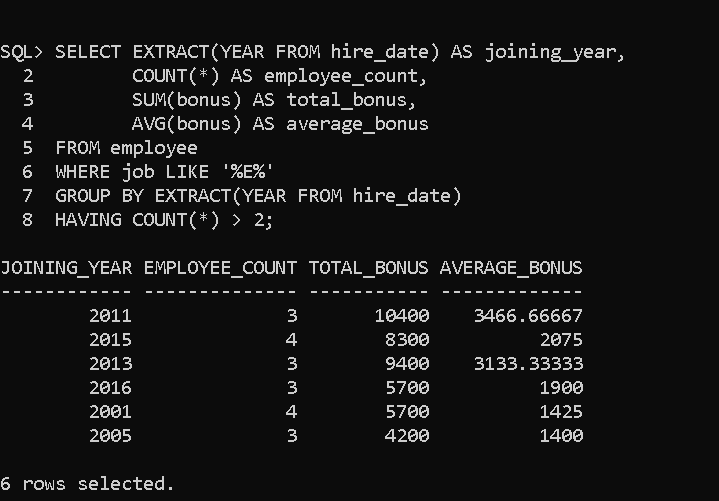 SQL> SELECT EXTRACT(YEAR FROM hire_date) AS joining_year,
  2         COUNT(*) AS employee_count,
  3         SUM(bonus) AS total_bonus,
  4         AVG(bonus) AS average_bonus
  5  FROM employee
  6  WHERE job LIKE '%E%'
  7  GROUP BY EXTRACT(YEAR FROM hire_date)
  8  HAVING COUNT(*) > 2;
JOINING_YEAR EMPLOYEE_COUNT TOTAL_BONUS AVERAGE_BONUS
------------ -------------- ----------- -------------
        2011              3       10400    3466.66667
        2015              4        8300          2075
        2013              3        9400    3133.33333
        2016              3        5700          1900
        2001              4        5700          1425
        2005              3        4200          1400
6 rows selected.